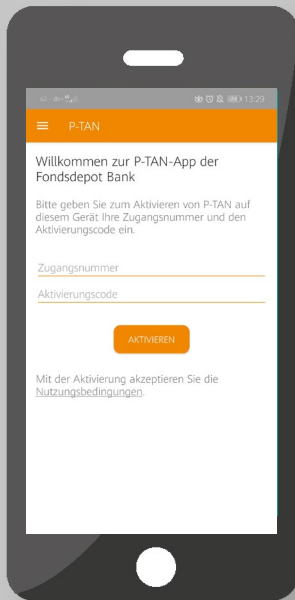 13:29
P-TAN
Willkommen zur P-TAN-App der
Fondsdepot Bank
Bitte geben Sie zum Aktivieren von P-TAN auf
diesem Gerät Ihre Zugangsnummer und den
Aktivierungscode ein.
Zugangsnummer
Aktivierungscode
AKTIVIEREN
Mit der Aktivierung akzeptieren Sie die
Nutzungsbedingungen.